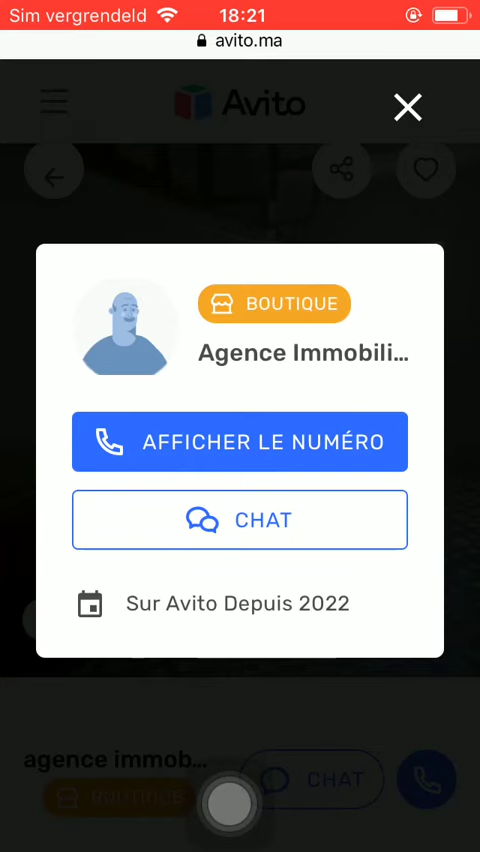 Sim vergrendeld 18:21
avito.ma
Avito
BOUTIQUE
Agence Immobili...
AFFICHER LE NUMÉRO
CHAT
Sur Avito Depuis 2022
agence immob...
CHAT
BOUTIQUE